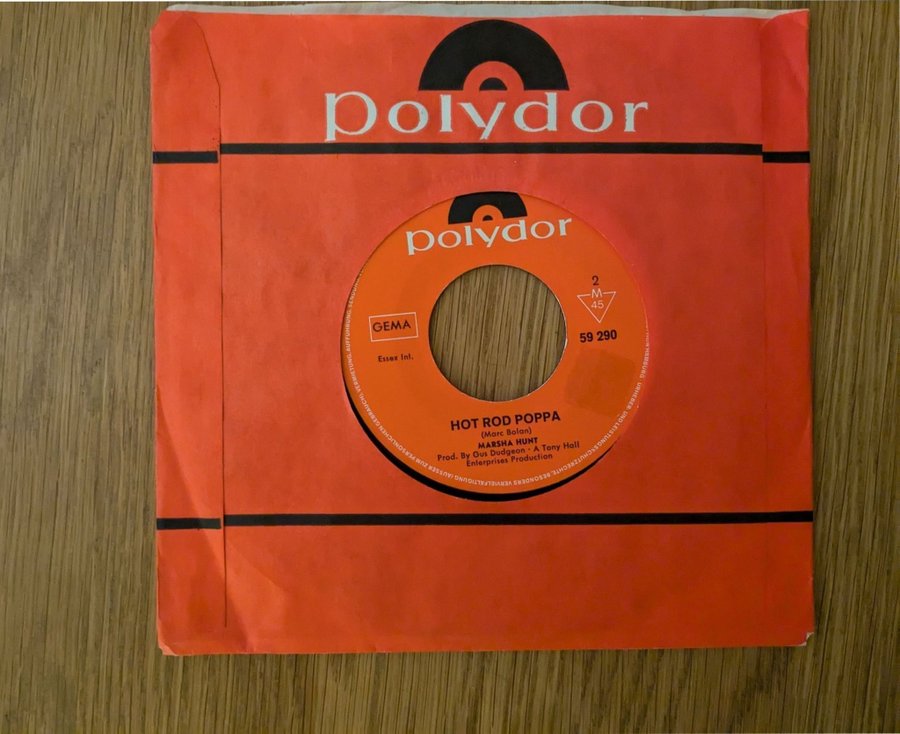 polydor
polydor
2
M
45
GEMA
59 290
Essex Int.
HOT ROD POPPA
(Marc Bolan)
MARSHA HUNT
Prod. By Gus Dudgeon · A Tony Hall
Enterprises Production